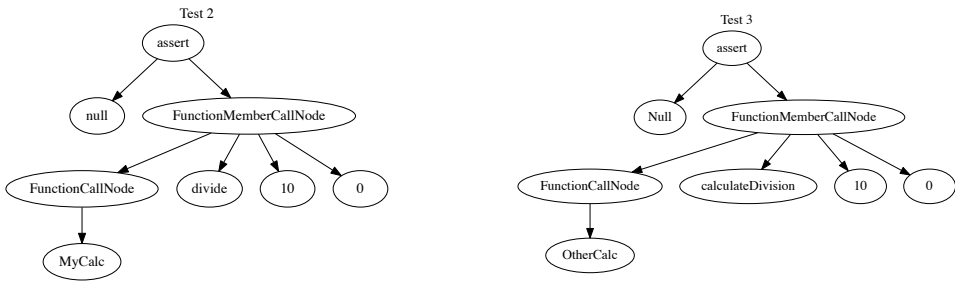 Test 2
assert
null
FunctionMemberCallNode
FunctionCallNode
divide
10
0
MyCalc
Test 3
assert
Null
FunctionMemberCallNode
FunctionCallNode
calculateDivision
10
0
OtherCalc